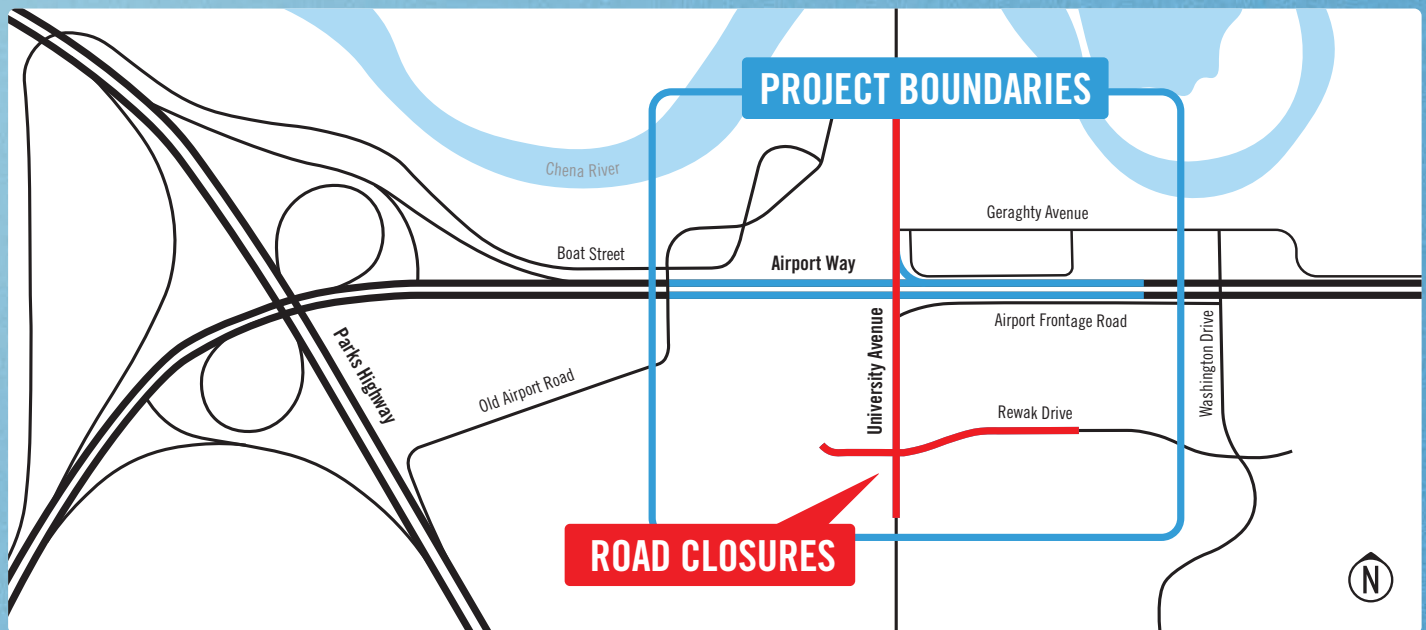 PROJECT BOUNDARIES
Chena River
Geraghty Avenue
Boat Street
Airport Way
Airport Frontage Road
University Avenue
Washington Drive
Parks Highway
Old Airport Road
Rewak Drive
ROAD CLOSURES
N